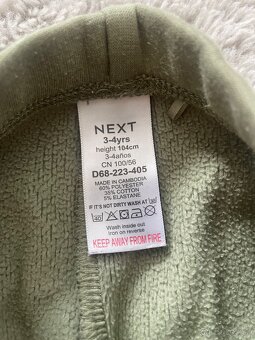 NEXT
3-4yrs
height 104cm
3-4años
CN 100/56
D68-223-405
MADE IN CAMBODIA
60% POLYESTER
35% COTTON
5% ELASTANE
IF IT'S NOT DIRTY WASH AT 30
40
Wash inside out
Iron on reverse
KEEP AWAY FROM FIRE